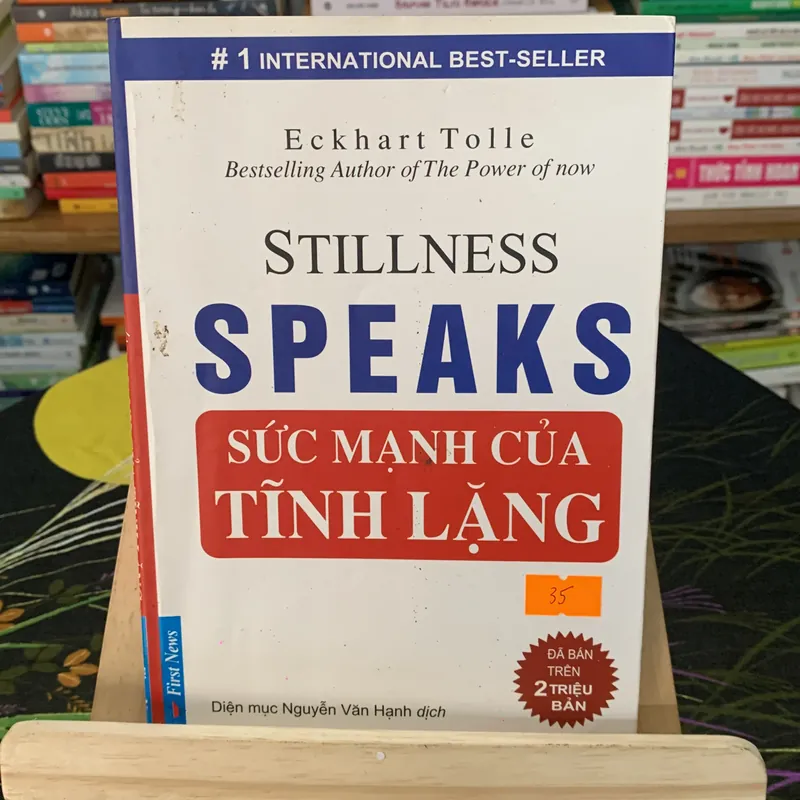 # 1 INTERNATIONAL BEST-SELLER
Eckhart Tolle
Bestselling Author of The Power of now
STILLNESS
SPEAKS
SỨC MẠNH CỦA
TĨNH LẶNG
35
ĐÃ BÁN
TRÊN
2 TRIỆU
BẢN
First News
Diện mục Nguyễn Văn Hạnh dịch